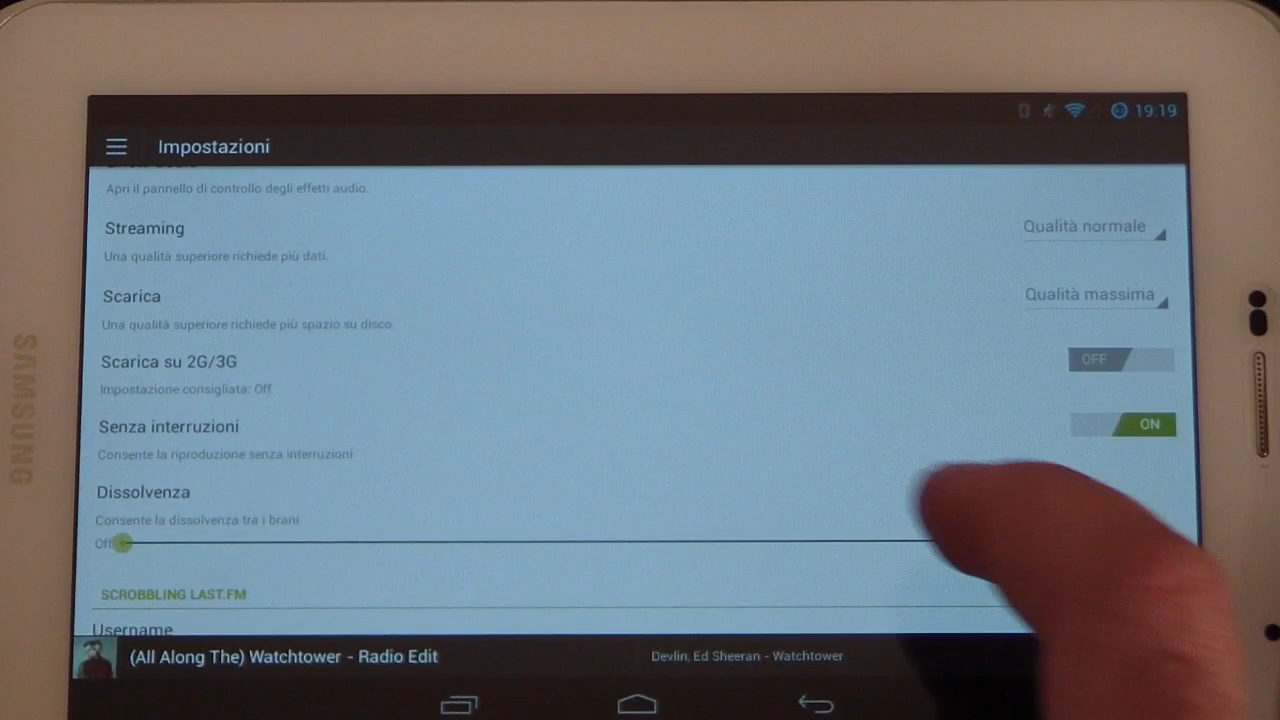 19:19
Impostazioni
Apri il pannello di controllo degli effetti audio.
Streaming
Qualità normale
Una qualità superiore richiede più dati.
Scarica
Qualità massima
Una qualità superiore richiede più spazio su disco.
Scarica su 2G/3G
OFF
Impostazione consigliata: Off
Senza interruzioni
ON
Consente la riproduzione senza interruzioni
Dissolvenza
Consente la dissolvenza tra i brani
Off
SCROBBLING LAST.FM
Username
(All Along The) Watchtower - Radio Edit
Devlin, Ed Sheeran - Watchtower
SAMSUNG